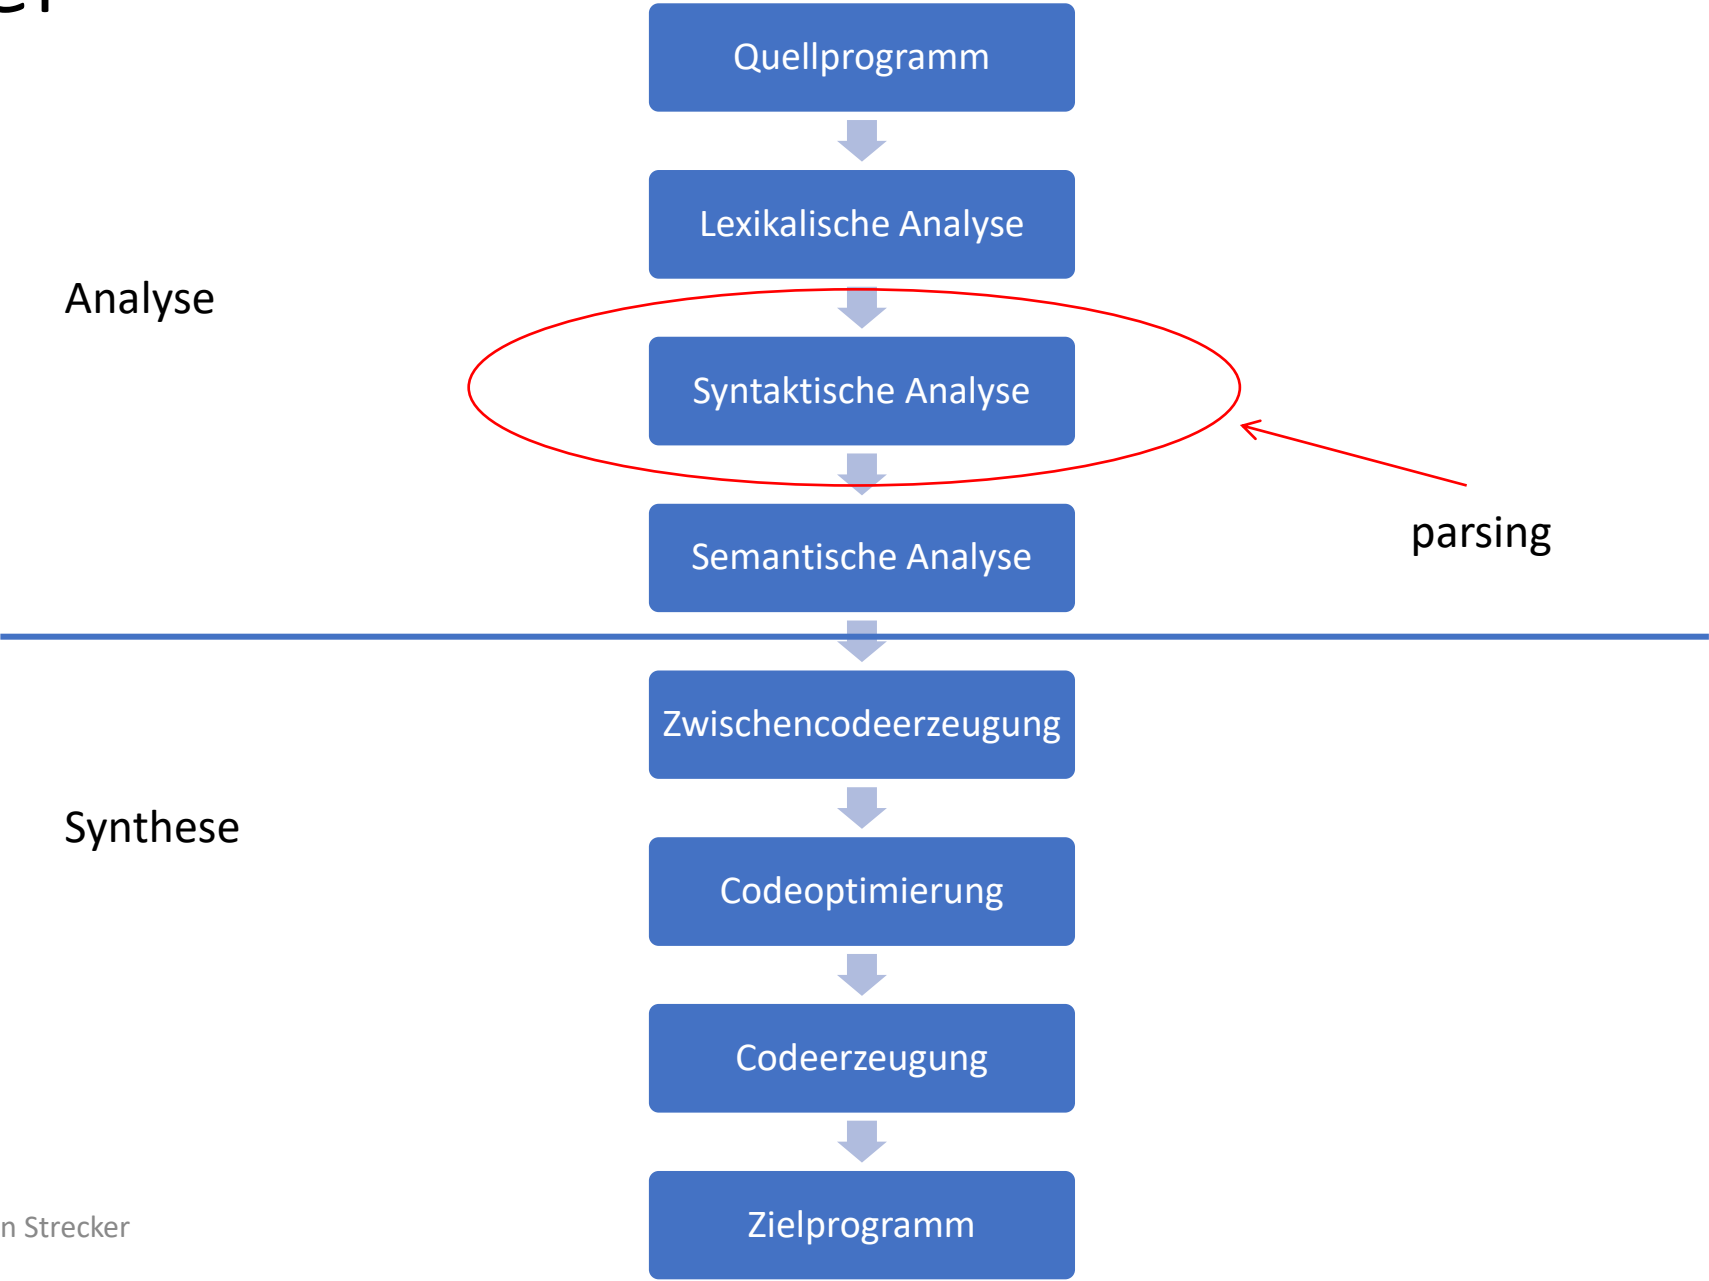 Quellprogramm
Lexikalische Analyse
Analyse
Syntaktische Analyse
parsing
Semantische Analyse
Zwischencodeerzeugung
Synthese
Codeoptimierung
Codeerzeugung
Zielprogramm
n Strecker